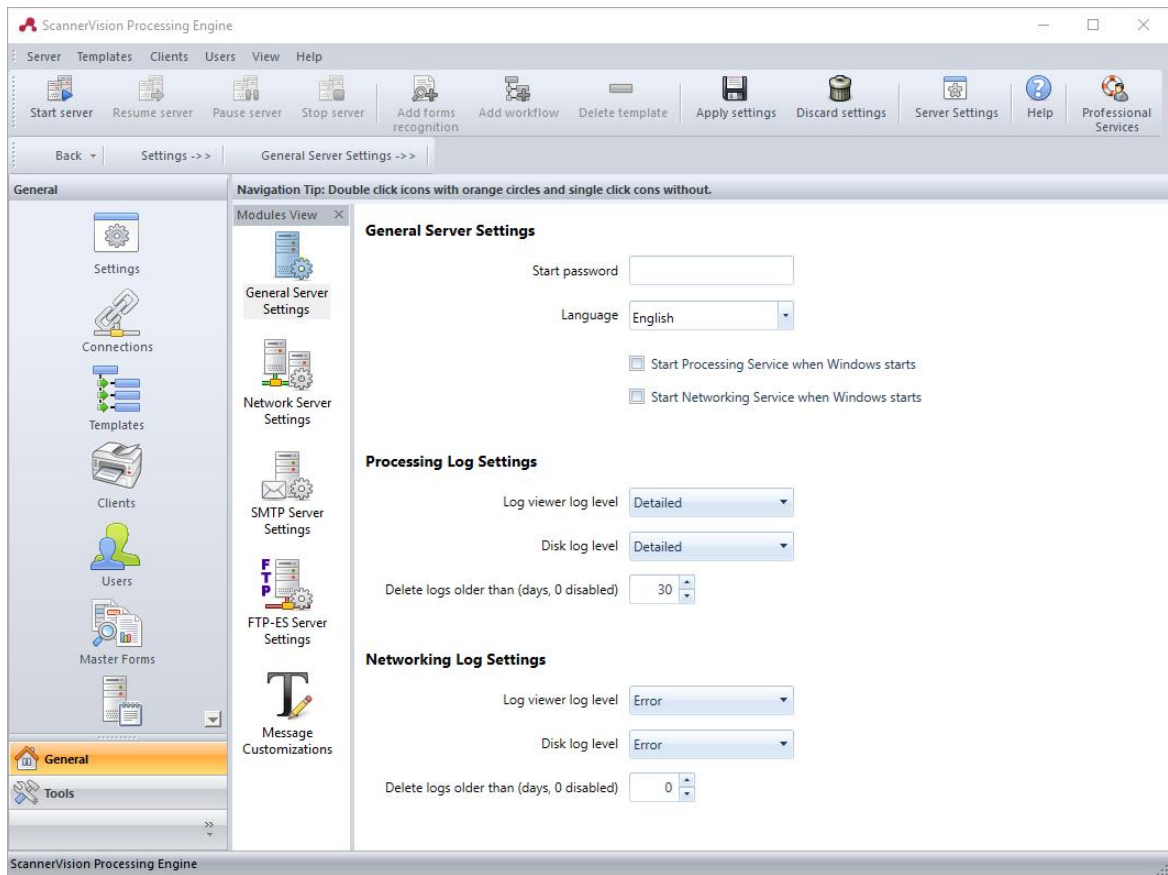 ScannerVision Processing Engine
Server Templates Clients Users View Help
Start server
Resume server
Pause server
Stop server
Add forms
recognition
Add workflow
Delete template
Apply settings
Discard settings
Server Settings
Help
Professional
Services
Back
Settings ->>
General Server Settings ->>
General
Settings
Connections
Templates
Clients
Users
Master Forms
General
Tools
Navigation Tip: Double click icons with orange circles and single click cons without.
Modules View
General Server
Settings
Network Server
Settings
SMTP Server
Settings
FTP
FTP-ES Server
Settings
T
Message
Customizations
General Server Settings
Start password
Language English
Start Processing Service when Windows starts
Start Networking Service when Windows starts
Processing Log Settings
Log viewer log level Detailed
Disk log level Detailed
Delete logs older than (days, 0 disabled) 30
Networking Log Settings
Log viewer log level Error
Disk log level Error
Delete logs older than (days, 0 disabled) 0
ScannerVision Processing Engine